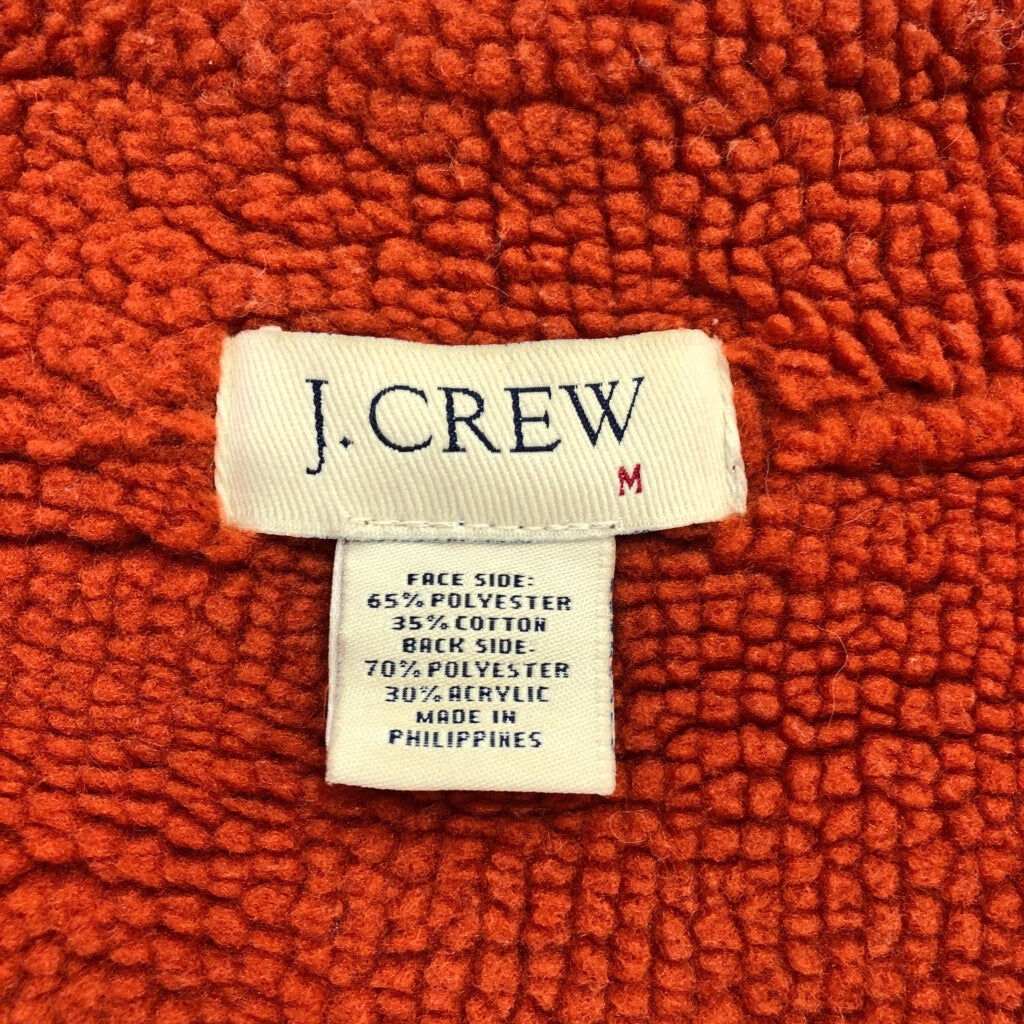 J.CREW
M
FACE SIDE:
65% POLYESTER
35% COTTON
BACK SIDE:
70% POLYESTER
30% ACRYLIC
MADE IN
PHILIPPINES